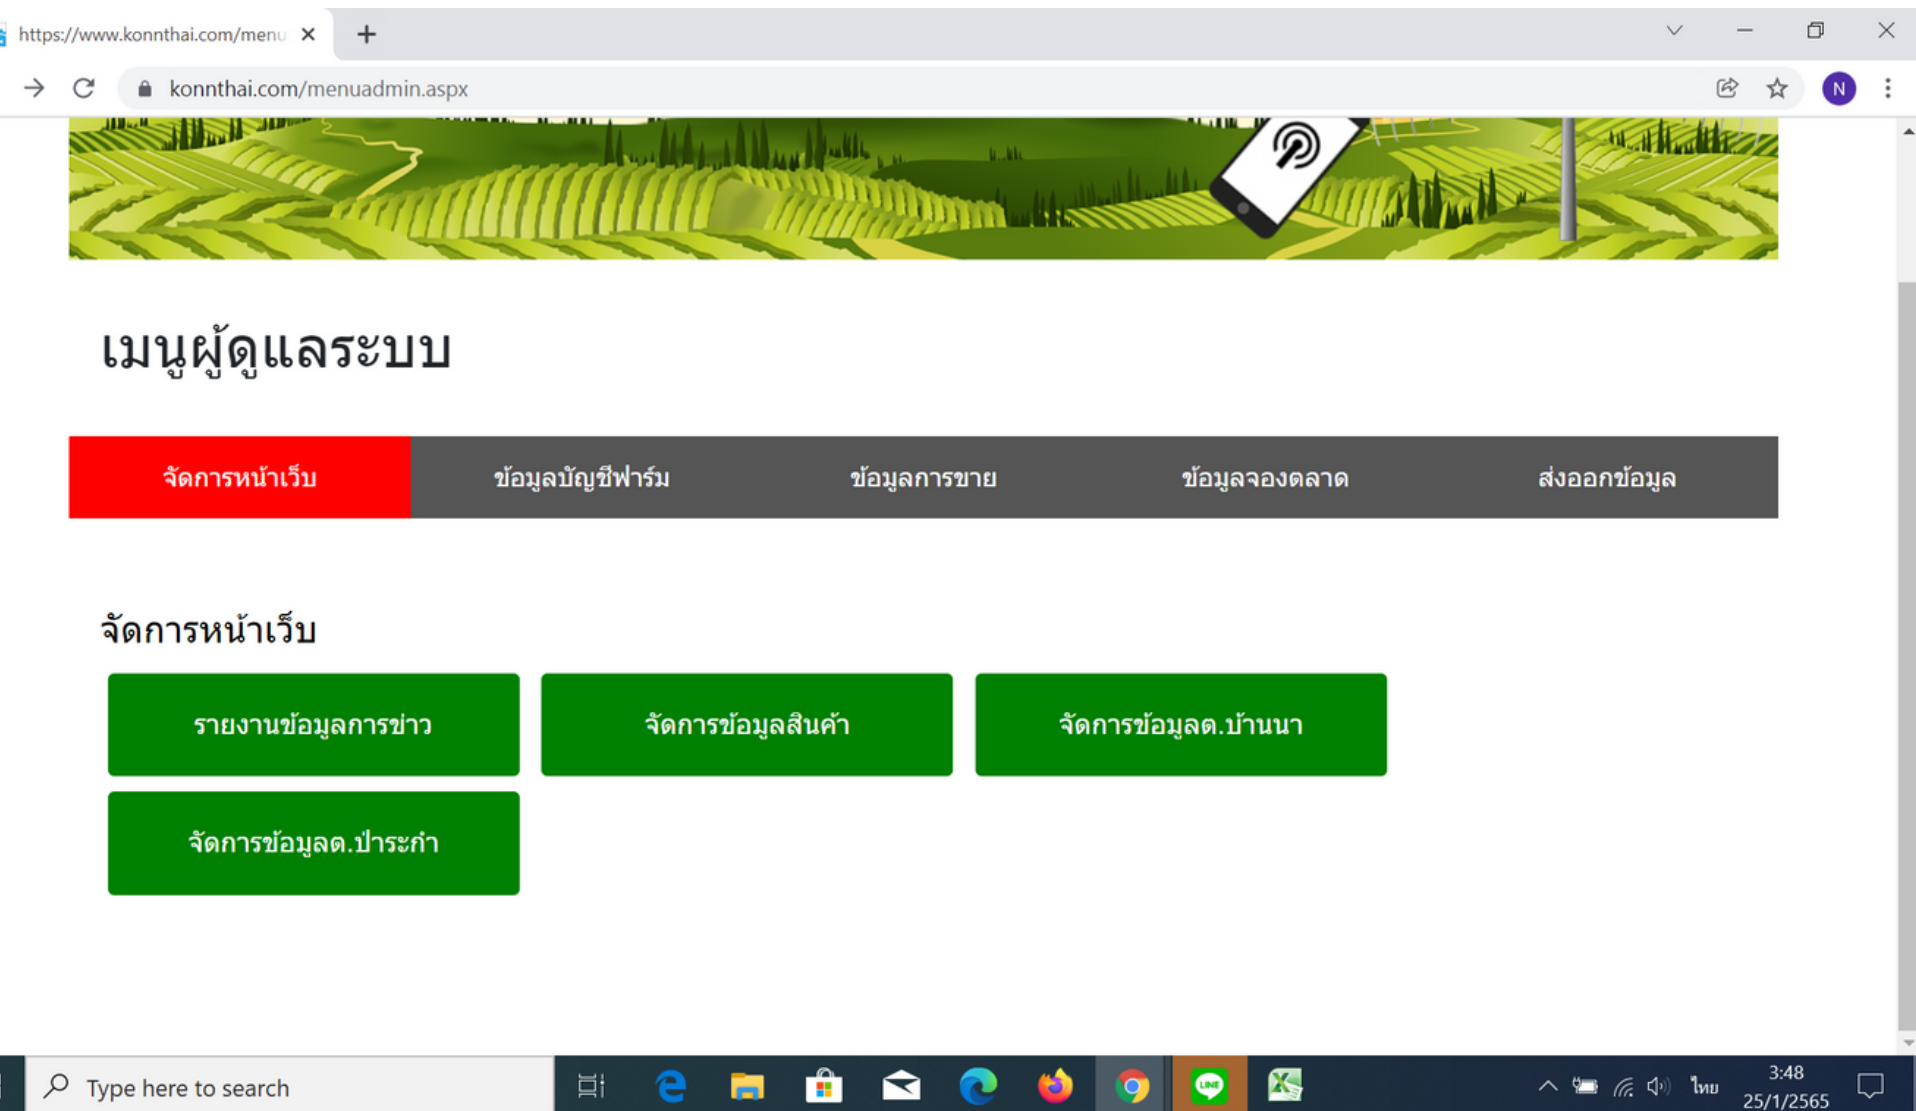 https://www.konnthai.com/menu
konnthai.com/menuadmin.aspx
N
เมนูผู้ดูแลระบบ
จัดการหน้าเว็บ ข้อมูลบัญชีฟาร์ม ข้อมูลการขาย ข้อมูลจองตลาด ส่งออกข้อมูล
จัดการหน้าเว็บ
รายงานข้อมูลการข่าว จัดการข้อมูลสินค้า จัดการข้อมูลต.บ้านนา
จัดการข้อมูลต.ป่าระกำ
Type here to search
LINE
ไทย
3:48
25/1/2565